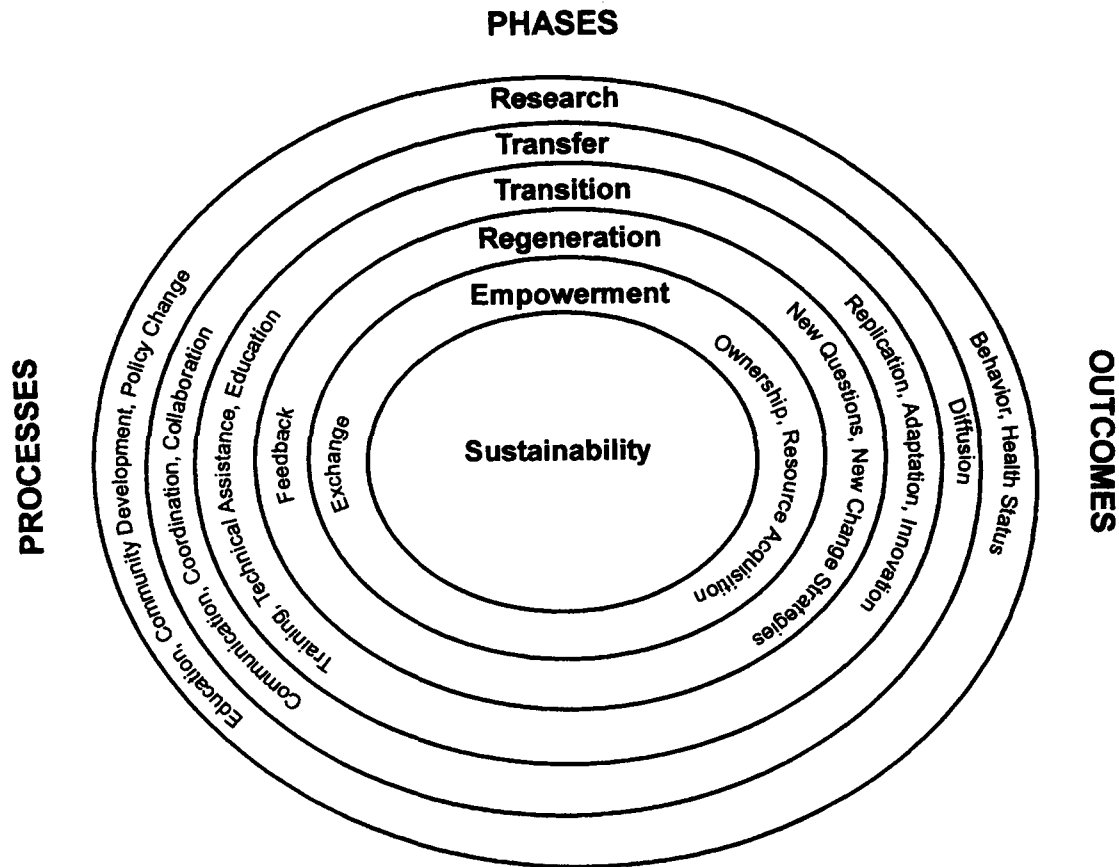 PHASES
Research
Transfer
Transition
Regeneration
Empowerment
Sustainability
PROCESSES
Education, Community Development, Policy Change
Communication, Coordination, Collaboration
Training, Technical Assistance, Education
Feedback
Exchange
OUTCOMES
Behavior, Health Status
Diffusion
Replication, Adaptation, Innovation
New Questions, New Change Strategies
Ownership, Resource Acquisition